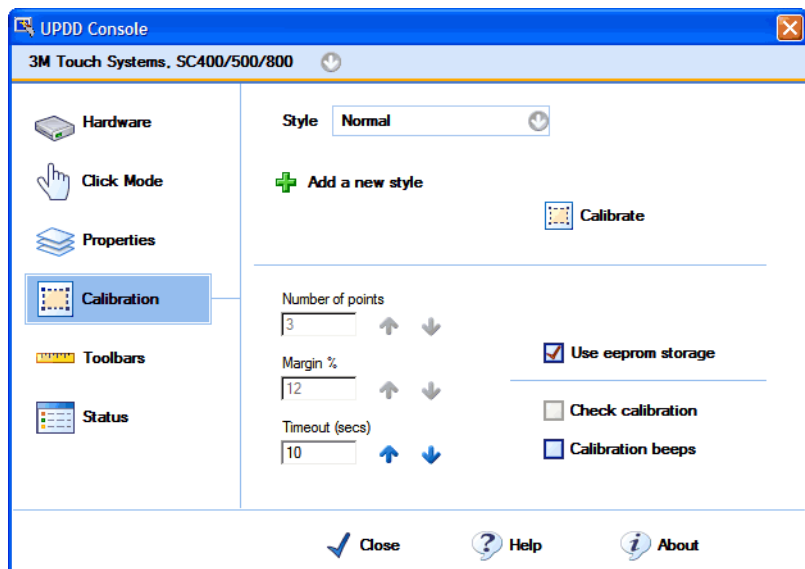 UPDD Console
3M Touch Systems, SC400/500/800
Hardware
Click Mode
Properties
Calibration
Toolbars
Status
Style Normal
Add a new style
Calibrate
Number of points
3
Margin %
12
Timeout (secs)
10
Use eeprom storage
Check calibration
Calibration beeps
Close Help About